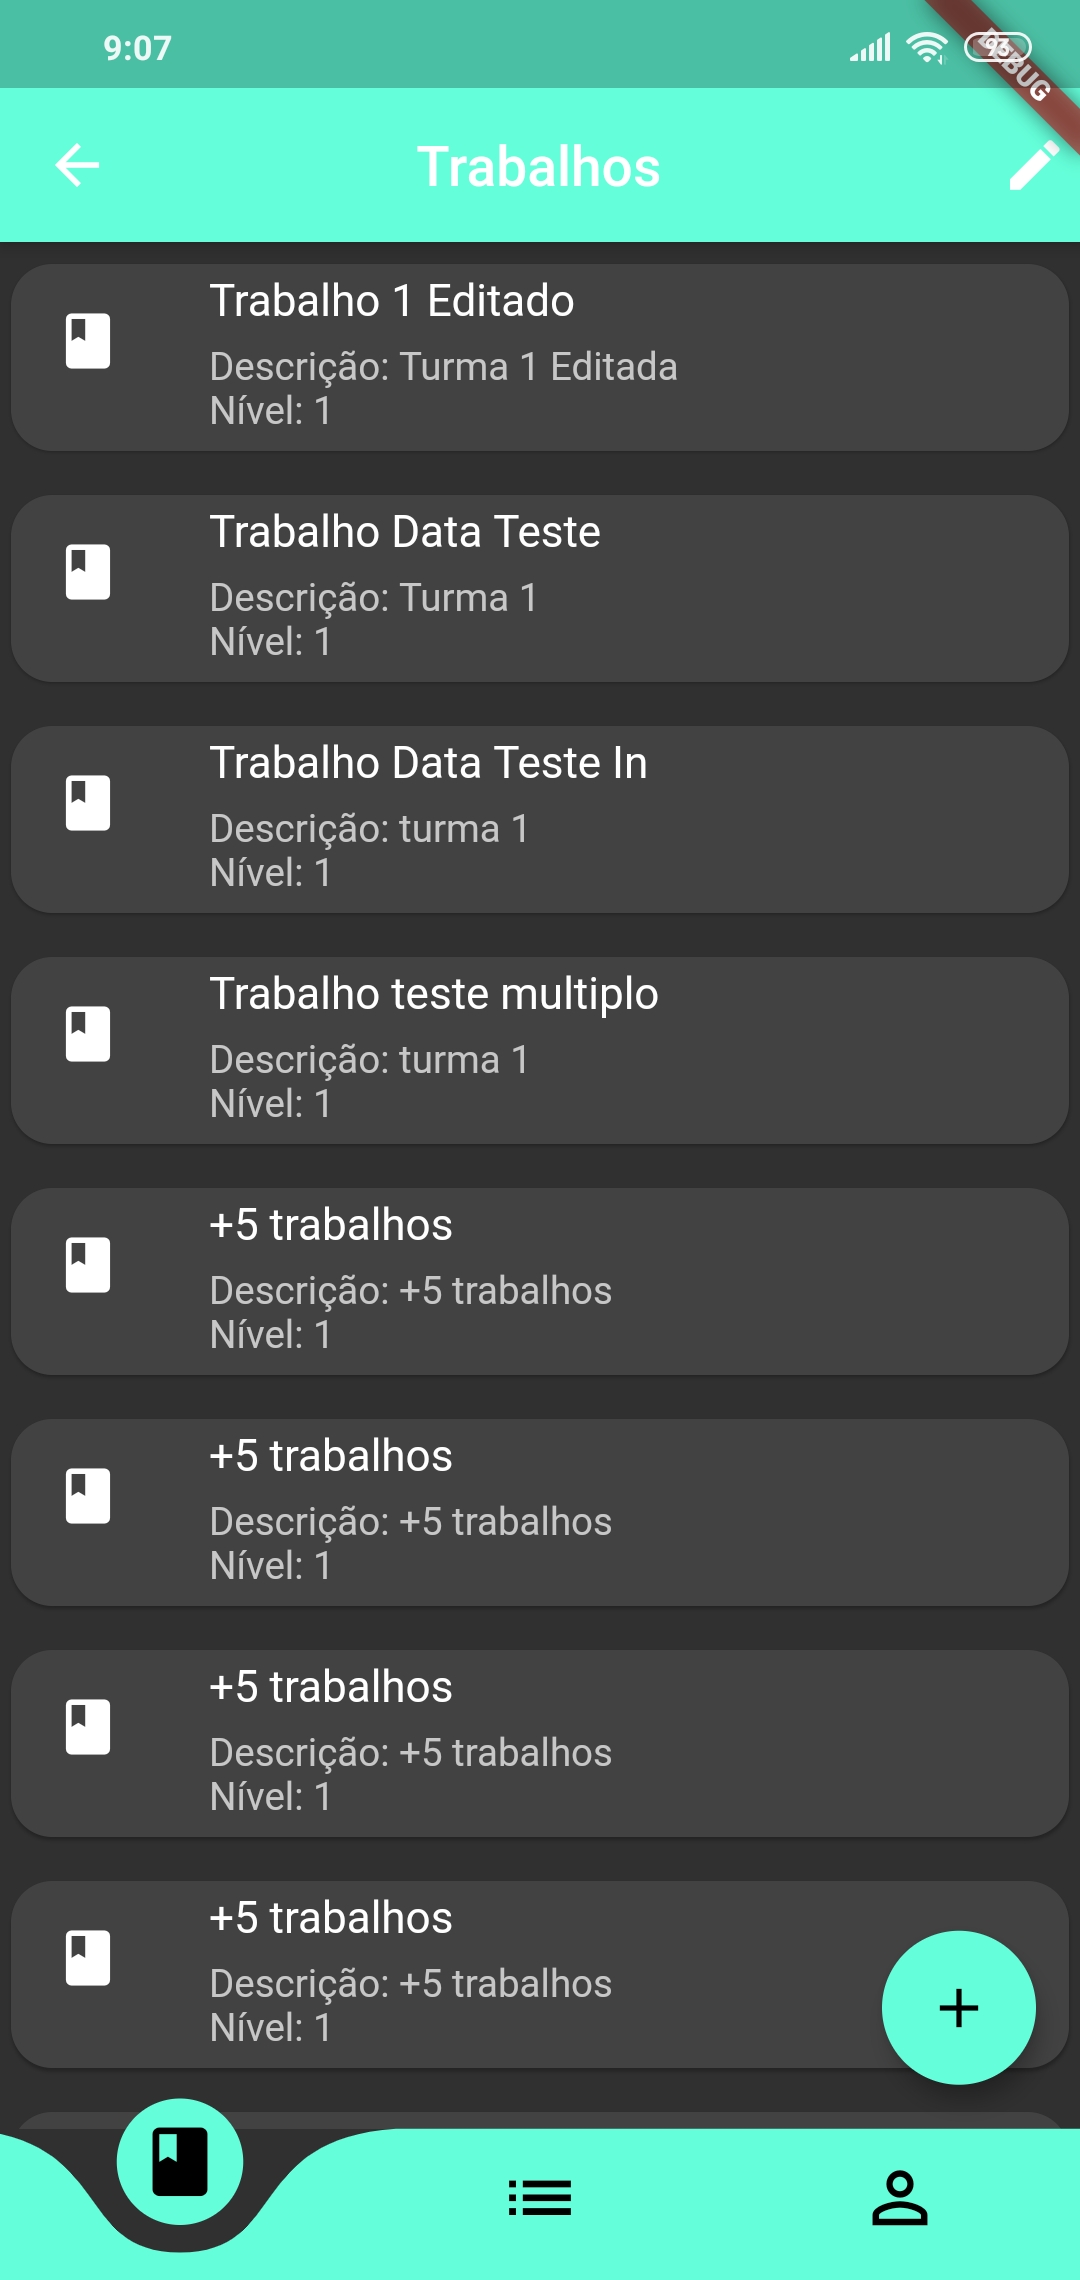 9:07
93
DEBUG
Trabalhos
Trabalho 1 Editado
Descrição: Turma 1 Editada
Nível: 1
Trabalho Data Teste
Descrição: Turma 1
Nível: 1
Trabalho Data Teste In
Descrição: turma 1
Nível: 1
Trabalho teste multiplo
Descrição: turma 1
Nível: 1
+5 trabalhos
Descrição: +5 trabalhos
Nível: 1
+5 trabalhos
Descrição: +5 trabalhos
Nível: 1
+5 trabalhos
Descrição: +5 trabalhos
Nível: 1
+5 trabalhos
Descrição: +5 trabalhos
Nível: 1